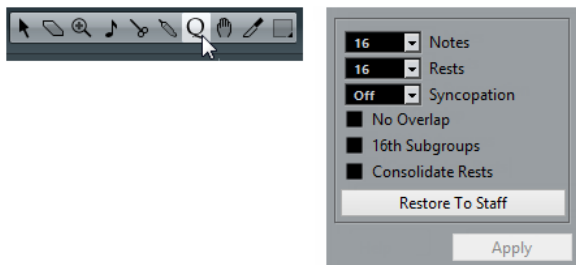 Q
16 Notes
16 Rests
Off Syncopation
No Overlap
16th Subgroups
Consolidate Rests
Restore To Staff
Apply